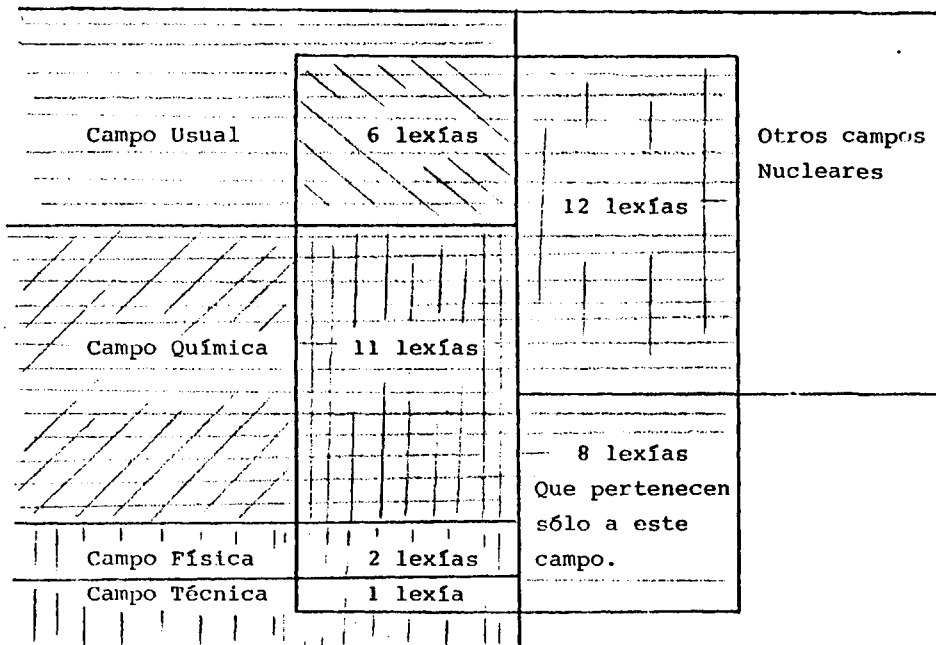 Campo Usual
6 lexías
12 lexías
Otros campos
Nucleares
Campo Química
11 lexías
8 lexías
Que pertenecen
sólo a este
campo.
Campo Física
2 lexías
Campo Técnica
1 lexía